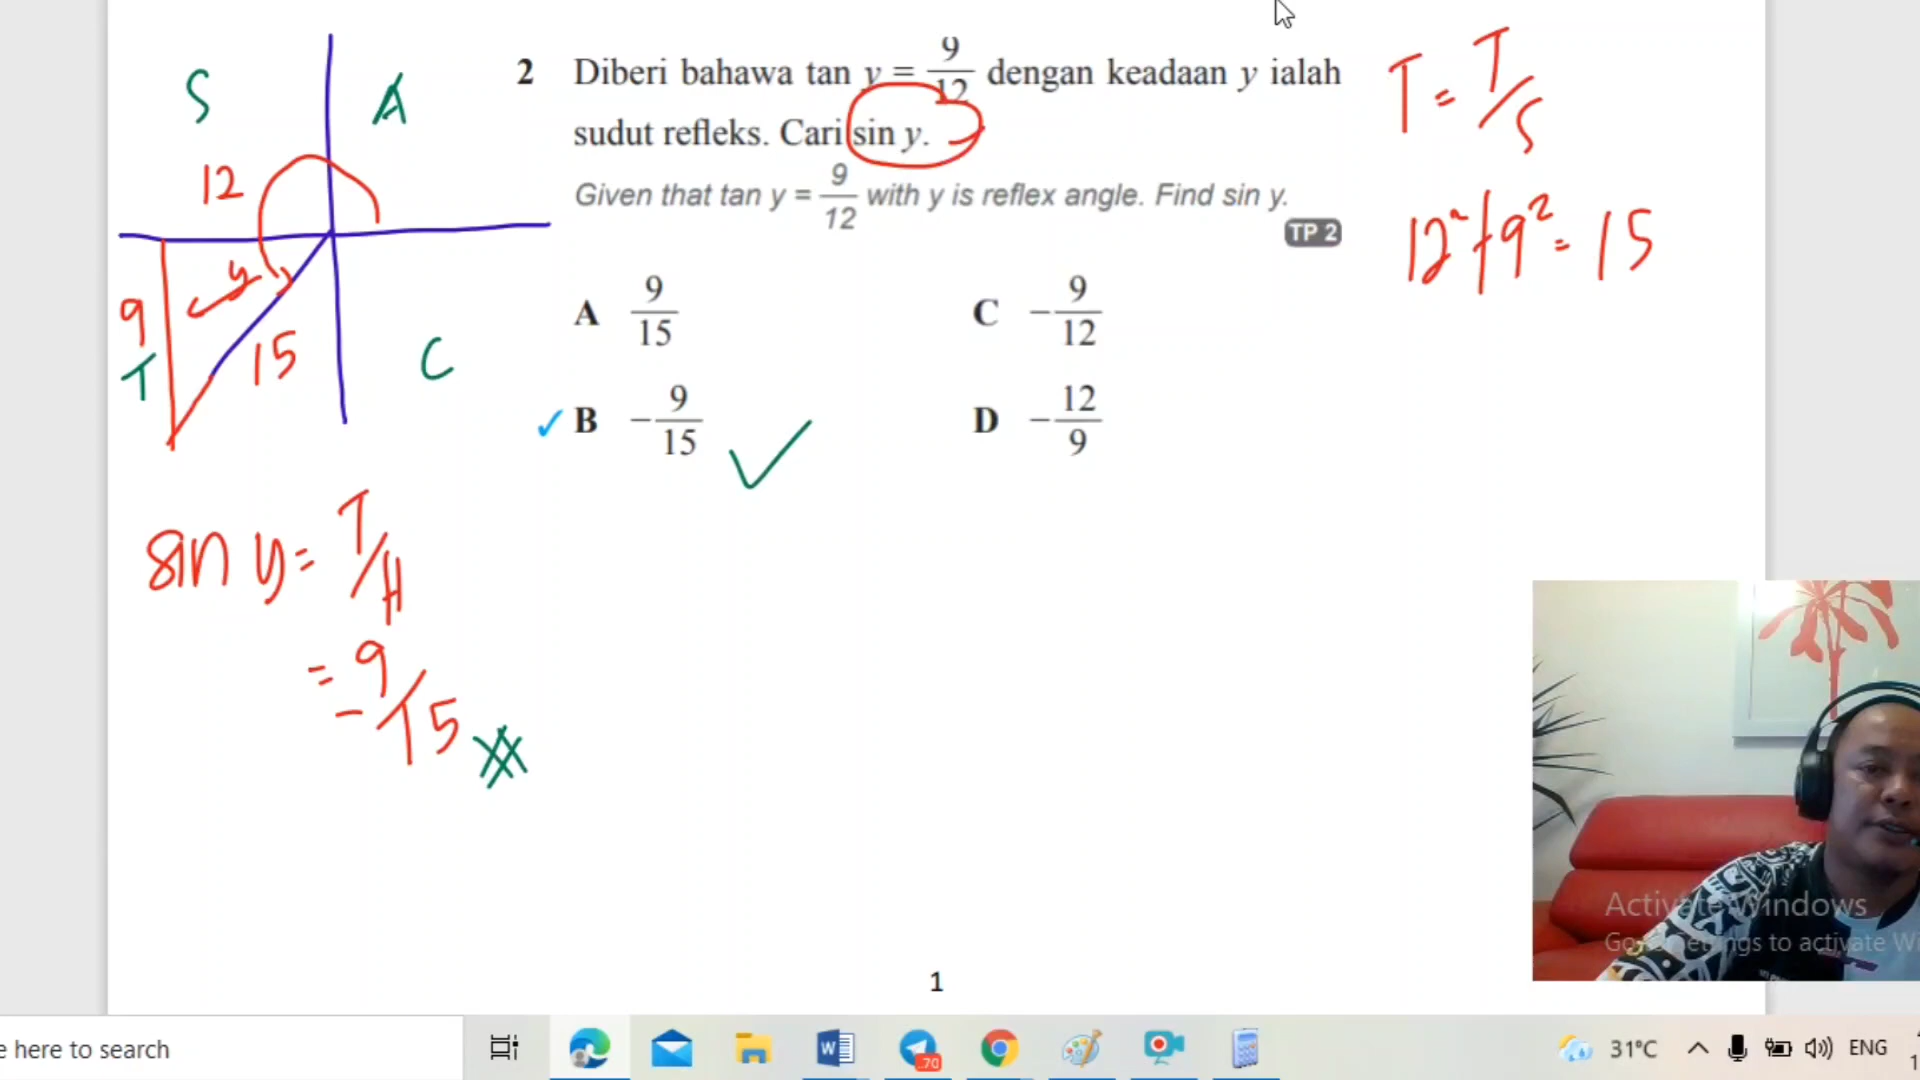 S
A
12
y
9
T
15
C
2 Diberi bahawa tan y = 9/12 dengan keadaan y ialah
sudut refleks. Cari sin y.
Given that tan y = 9/12 with y is reflex angle. Find sin y.
TP 2
A 9/15
C -9/12
✓ B -9/15 ✓
D -12/9
T = T/S
12² + 9² = 15
sin y = T/H
= -9/15
1
Activate Windows
e here to search
W
70
31°C
ENG